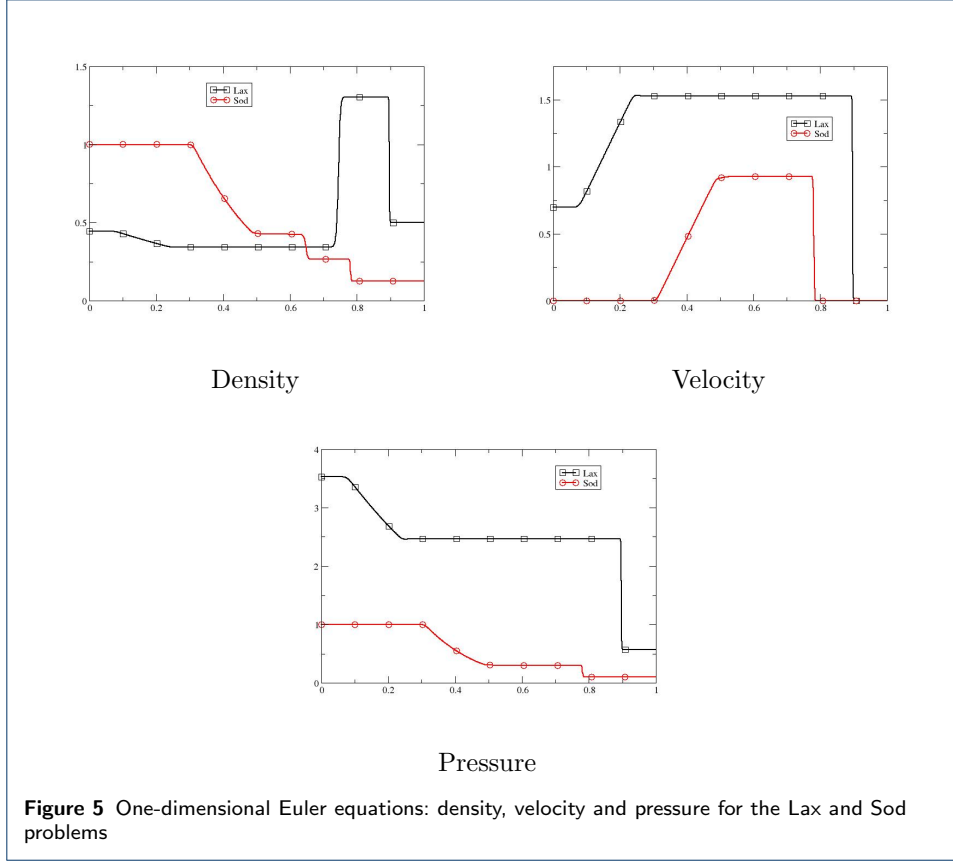 1.5
1
0.5
0
0
0.2
0.4
0.6
0.8
1
Lax
Sod
Density
1.5
1
0.5
0
0
0.2
0.4
0.6
0.8
1
Lax
Sod
Velocity
4
3
2
1
0
0
0.2
0.4
0.6
0.8
1
Lax
Sod
Pressure
Figure 5 One-dimensional Euler equations: density, velocity and pressure for the Lax and Sod
problems